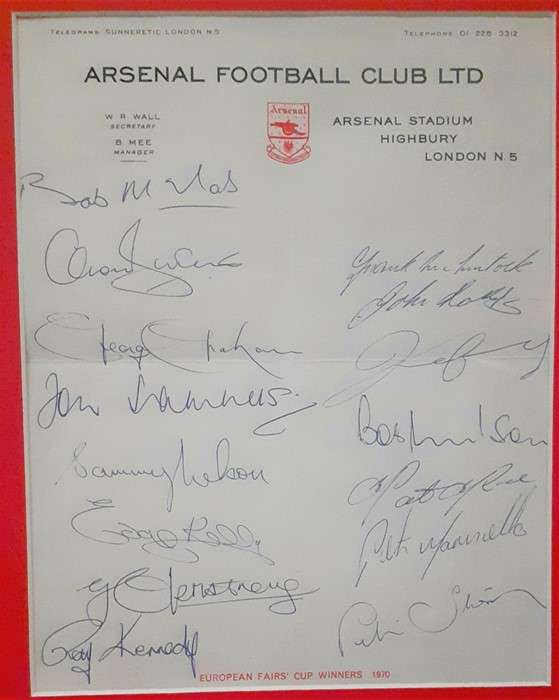 TELEGRAMS GUNNERETIC LONDON N.5
TELEPHONE 01 226 3312
ARSENAL FOOTBALL CLUB LTD
W. R. WALL
SECRETARY
B. MEE
MANAGER
Arsenal
ARSENAL STADIUM
HIGHBURY
LONDON N.5
Bob McNab
Frank McLintock
John
George Graham
Jon Sammels
Bob Wilson
Sammy Nelson
Pat Rice
Eddie Kelly
Peter Marinello
G Armstrong
Peter
Ray Kennedy
EUROPEAN FAIRS' CUP WINNERS 1970